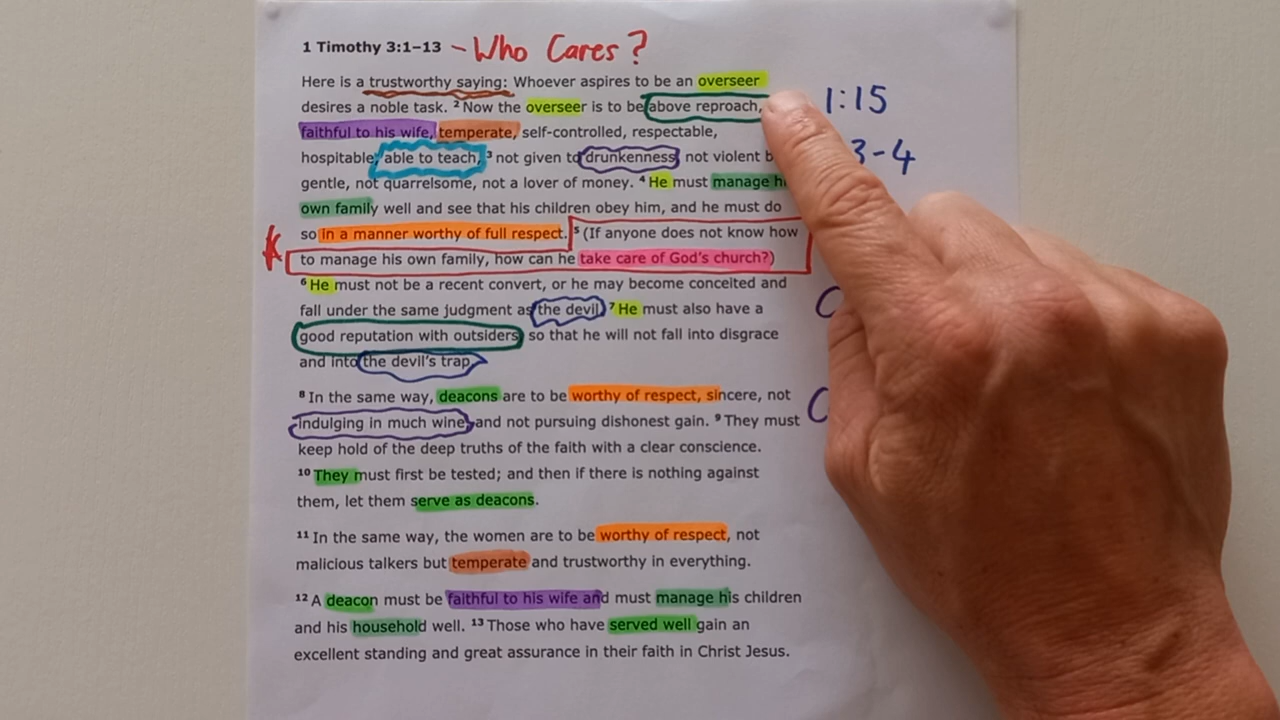 1 Timothy 3:1–13 - Who Cares?
Here is a trustworthy saying: Whoever aspires to be an overseer
desires a noble task. ² Now the overseer is to be above reproach,
1:15
faithful to his wife, temperate, self-controlled, respectable,
hospitable, able to teach, ³ not given to drunkenness, not violent
3-4
gentle, not quarrelsome, not a lover of money. ⁴ He must manage
own family well and see that his children obey him, and he must do
so in a manner worthy of full respect. ⁵ (If anyone does not know how
to manage his own family, how can he take care of God's church?)
⁶ He must not be a recent convert, or he may become conceited and
fall under the same judgment as the devil. ⁷ He must also have a
good reputation with outsiders, so that he will not fall into disgrace
and into the devil's trap.
⁸ In the same way, deacons are to be worthy of respect, sincere, not
indulging in much wine, and not pursuing dishonest gain. ⁹ They must
keep hold of the deep truths of the faith with a clear conscience.
¹⁰ They must first be tested; and then if there is nothing against
them, let them serve as deacons.
¹¹ In the same way, the women are to be worthy of respect, not
malicious talkers but temperate and trustworthy in everything.
¹² A deacon must be faithful to his wife and must manage his children
and his household well. ¹³ Those who have served well gain an
excellent standing and great assurance in their faith in Christ Jesus.